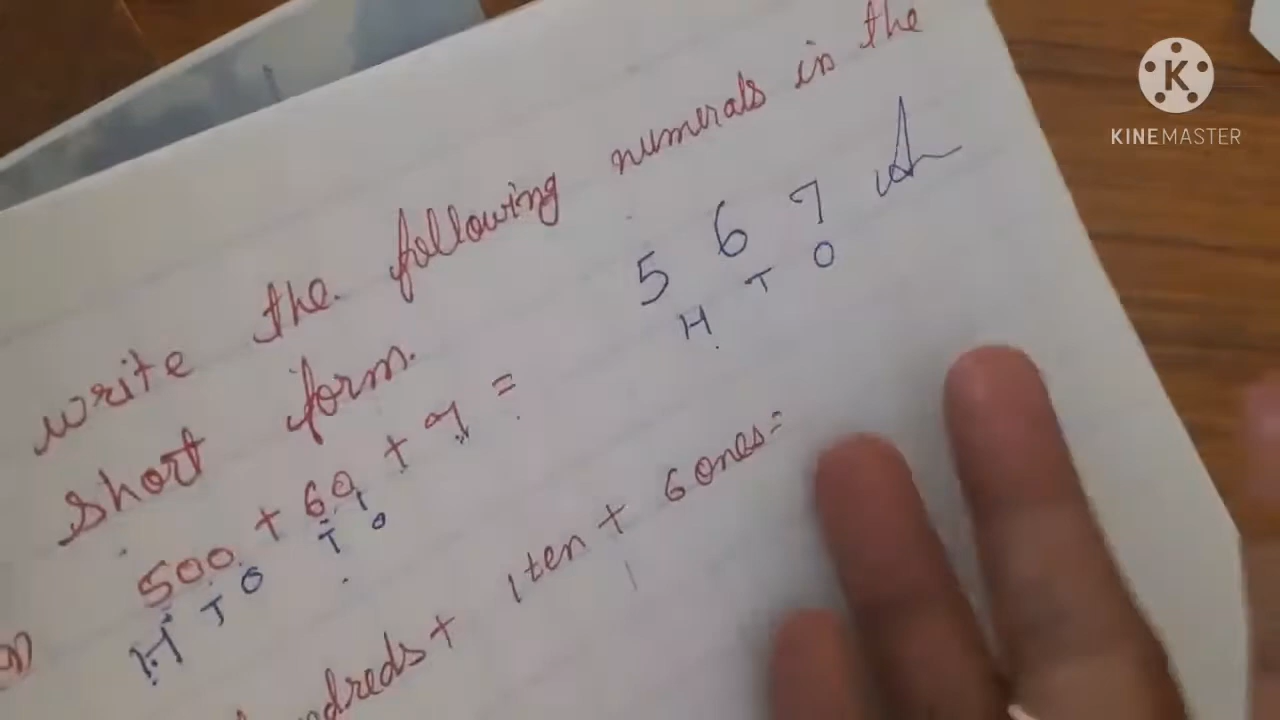 write the following numerals in the
short form.
500 + 60 + 7 = 5 6 7
H T O T O H T O
1 ten + 6 ones =
KINEMASTER